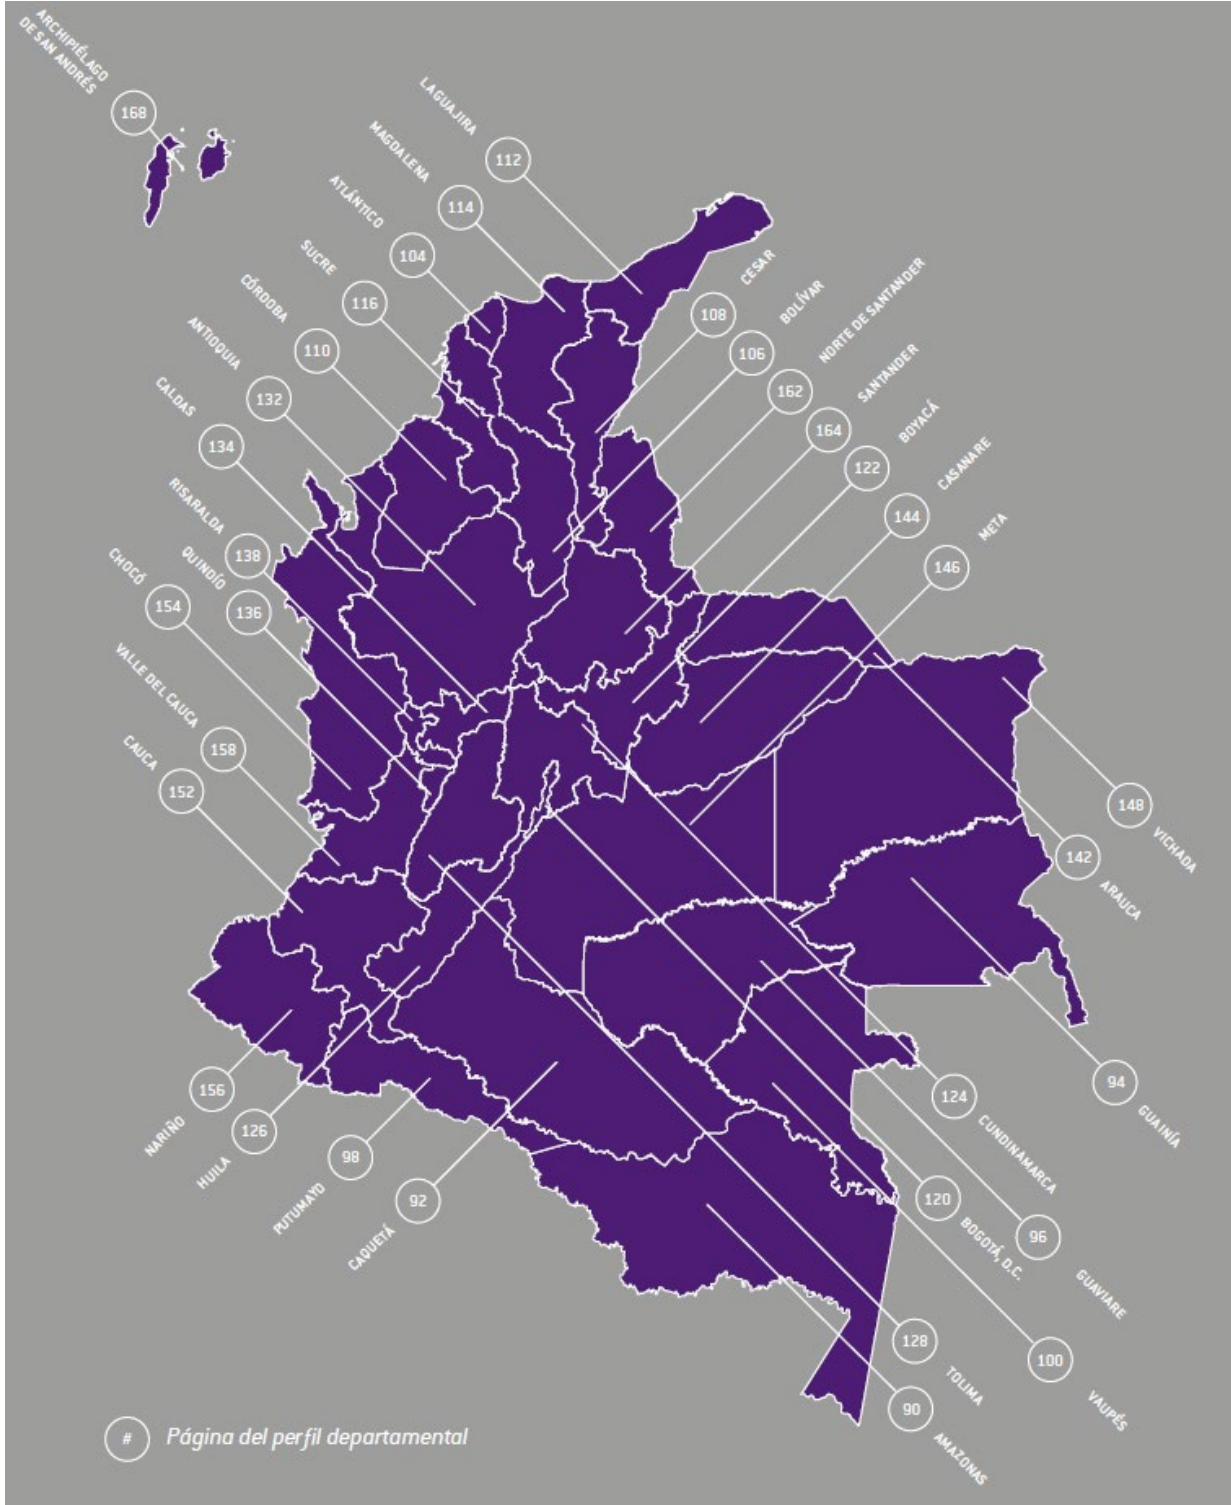 ARCHIPIÉLAGO
DE SAN ANDRÉS
168
LA GUAJIRA
112
MAGDALENA
114
ATLÁNTICO
104
SUCRE
116
CÓRDOBA
110
ANTIOQUIA
132
CALDAS
134
RISARALDA
138
QUINDÍO
136
CHOCÓ
154
VALLE DEL CAUCA
158
CAUCA
152
CESAR
108
BOLÍVAR
106
NORTE DE SANTANDER
162
SANTANDER
164
BOYACÁ
122
CASANARE
144
META
146
148
VICHADA
142
ARAUCA
94
GUAINÍA
124
CUNDINAMARCA
96
GUAVIARE
120
BOGOTÁ, D.C.
100
VAUPÉS
128
TOLIMA
90
AMAZONAS
156
NARIÑO
126
HUILA
98
PUTUMAYO
92
CAQUETÁ
# Página del perfil departamental